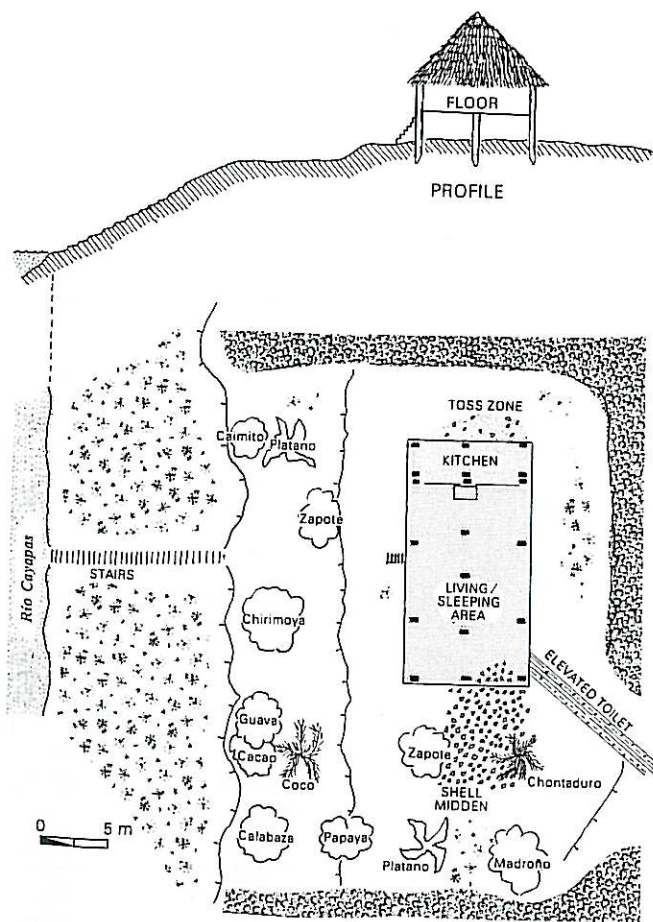 FLOOR
PROFILE
TOSS ZONE
Caimito
Platano
KITCHEN
Zapote
Río Cayapas
STAIRS
LIVING/
SLEEPING
AREA
Chirimoya
ELEVATED TOILET
Guava
Cacao
Coco
Zapote
Chontaduro
SHELL
MIDDEN
0 5 m
Calabaza
Papaya
Platano
Madroño